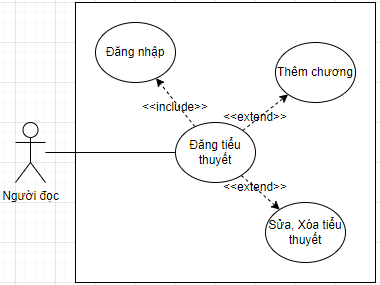 Đăng nhập
Thêm chương
<<include>>
<<extend>>
Đăng tiểu
thuyết
<<extend>>
Người đọc
Sửa, Xóa tiểu
thuyết